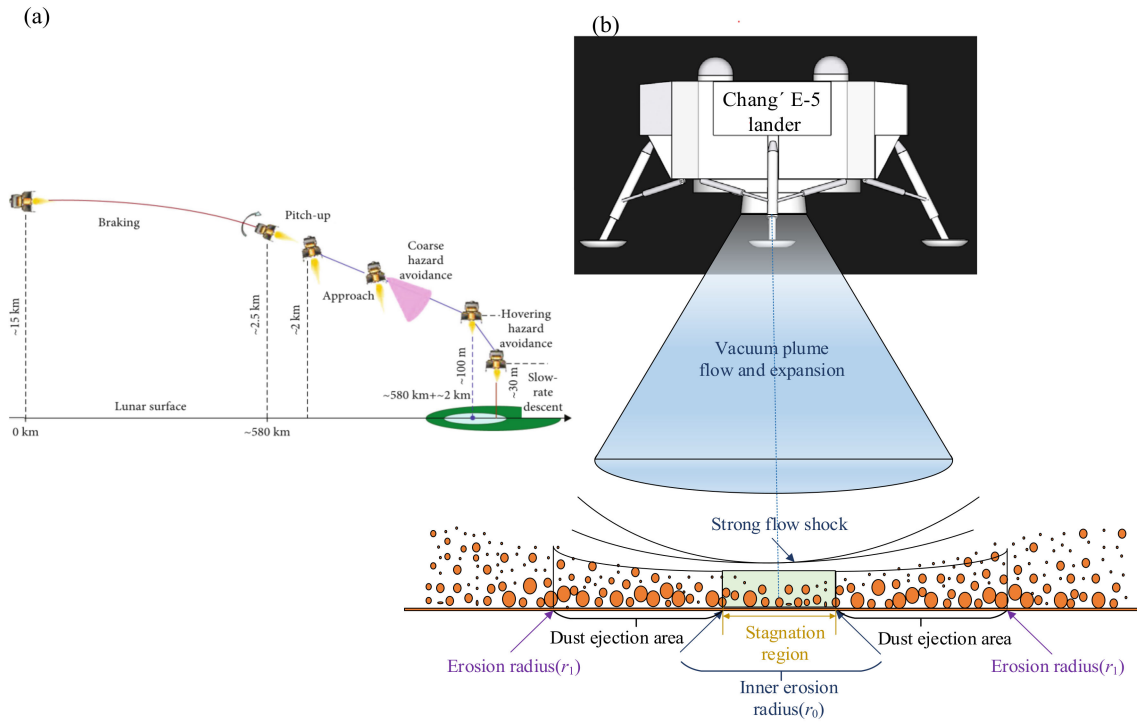 (a)
Braking
Pitch-up
Coarse
hazard
avoidance
Approach
Hovering
hazard
avoidance
Slow-
rate
descent
~15 km
~2.5 km
~2 km
~100 m
~30 m
~580 km+~2 km
Lunar surface
0 km
~580 km
(b)
Chang´ E-5
lander
Vacuum plume
flow and expansion
Strong flow shock
Dust ejection area
Stagnation
region
Dust ejection area
Erosion radius(r₁)
Erosion radius(r₁)
Inner erosion
radius(r₀)